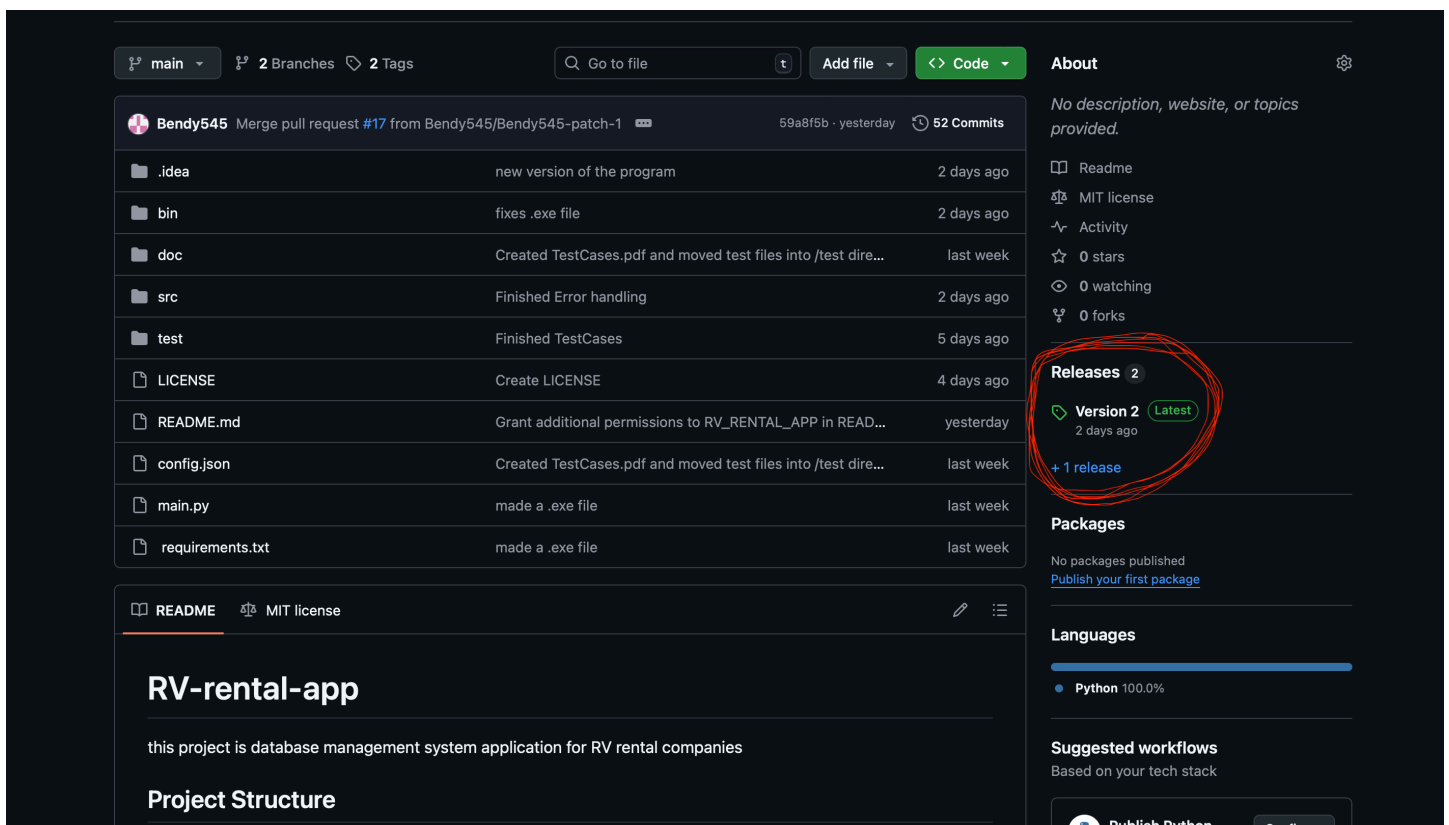 main 2 Branches 2 Tags Go to file t Add file <> Code
Bendy545 Merge pull request #17 from Bendy545/Bendy545-patch-1 59a8f5b · yesterday 52 Commits
.idea new version of the program 2 days ago
bin fixes .exe file 2 days ago
doc Created TestCases.pdf and moved test files into /test dire... last week
src Finished Error handling 2 days ago
test Finished TestCases 5 days ago
LICENSE Create LICENSE 4 days ago
README.md Grant additional permissions to RV_RENTAL_APP in READ... yesterday
config.json Created TestCases.pdf and moved test files into /test dire... last week
main.py made a .exe file last week
requirements.txt made a .exe file last week
README MIT license
RV-rental-app
this project is database management system application for RV rental companies
Project Structure
About
No description, website, or topics
provided.
Readme
MIT license
Activity
0 stars
0 watching
0 forks
Releases 2
Version 2 Latest
2 days ago
+ 1 release
Packages
No packages published
Publish your first package
Languages
Python 100.0%
Suggested workflows
Based on your tech stack
Publish Python